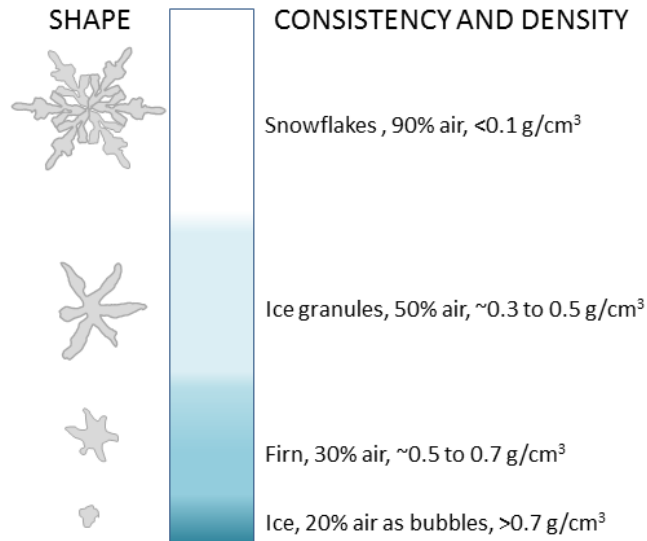 SHAPE
CONSISTENCY AND DENSITY
Snowflakes , 90% air, <0.1 g/cm³
Ice granules, 50% air, ~0.3 to 0.5 g/cm³
Firn, 30% air, ~0.5 to 0.7 g/cm³
Ice, 20% air as bubbles, >0.7 g/cm³